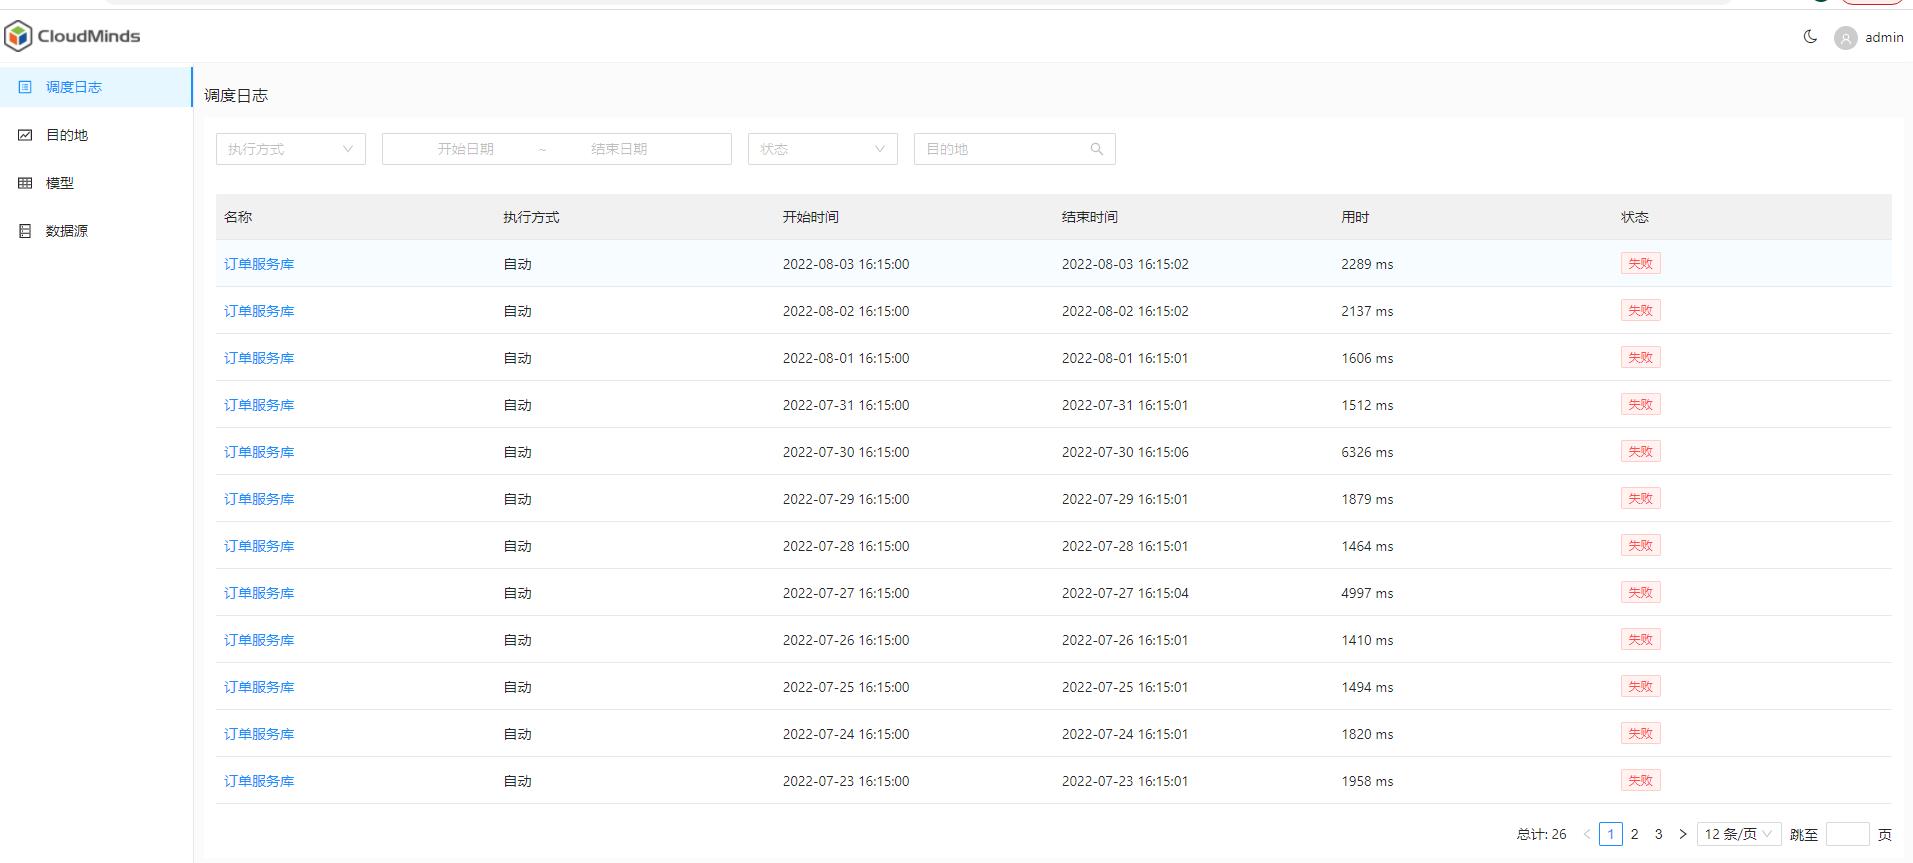 CloudMinds
admin
调度日志
目的地
模型
数据源
调度日志
执行方式 开始日期 ~ 结束日期 状态 目的地
名称 执行方式 开始时间 结束时间 用时 状态
订单服务库 自动 2022-08-03 16:15:00 2022-08-03 16:15:02 2289 ms 失败
订单服务库 自动 2022-08-02 16:15:00 2022-08-02 16:15:02 2137 ms 失败
订单服务库 自动 2022-08-01 16:15:00 2022-08-01 16:15:01 1606 ms 失败
订单服务库 自动 2022-07-31 16:15:00 2022-07-31 16:15:01 1512 ms 失败
订单服务库 自动 2022-07-30 16:15:00 2022-07-30 16:15:06 6326 ms 失败
订单服务库 自动 2022-07-29 16:15:00 2022-07-29 16:15:01 1879 ms 失败
订单服务库 自动 2022-07-28 16:15:00 2022-07-28 16:15:01 1464 ms 失败
订单服务库 自动 2022-07-27 16:15:00 2022-07-27 16:15:04 4997 ms 失败
订单服务库 自动 2022-07-26 16:15:00 2022-07-26 16:15:01 1410 ms 失败
订单服务库 自动 2022-07-25 16:15:00 2022-07-25 16:15:01 1494 ms 失败
订单服务库 自动 2022-07-24 16:15:00 2022-07-24 16:15:01 1820 ms 失败
订单服务库 自动 2022-07-23 16:15:00 2022-07-23 16:15:01 1958 ms 失败
总计: 26 < 1 2 3 > 12 条/页 跳至 页